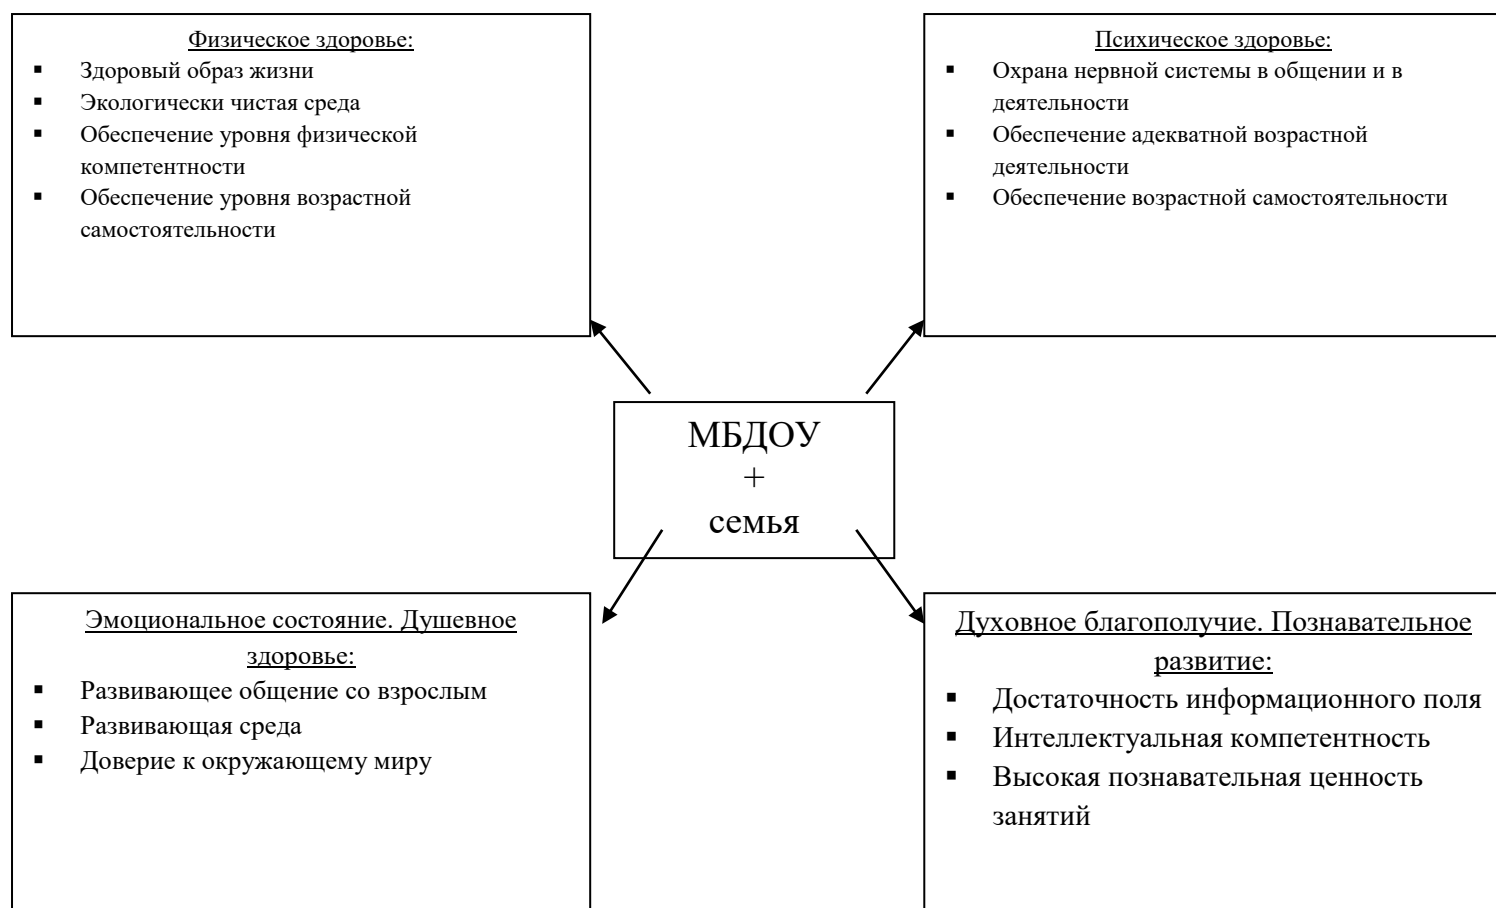 Физическое здоровье:
▪ Здоровый образ жизни
▪ Экологически чистая среда
▪ Обеспечение уровня физической
компетентности
▪ Обеспечение уровня возрастной
самостоятельности
Психическое здоровье:
▪ Охрана нервной системы в общении и в
деятельности
▪ Обеспечение адекватной возрастной
деятельности
▪ Обеспечение возрастной самостоятельности
МБДОУ
+
семья
Эмоциональное состояние. Душевное
здоровье:
▪ Развивающее общение со взрослым
▪ Развивающая среда
▪ Доверие к окружающему миру
Духовное благополучие. Познавательное
развитие:
▪ Достаточность информационного поля
▪ Интеллектуальная компетентность
▪ Высокая познавательная ценность
занятий